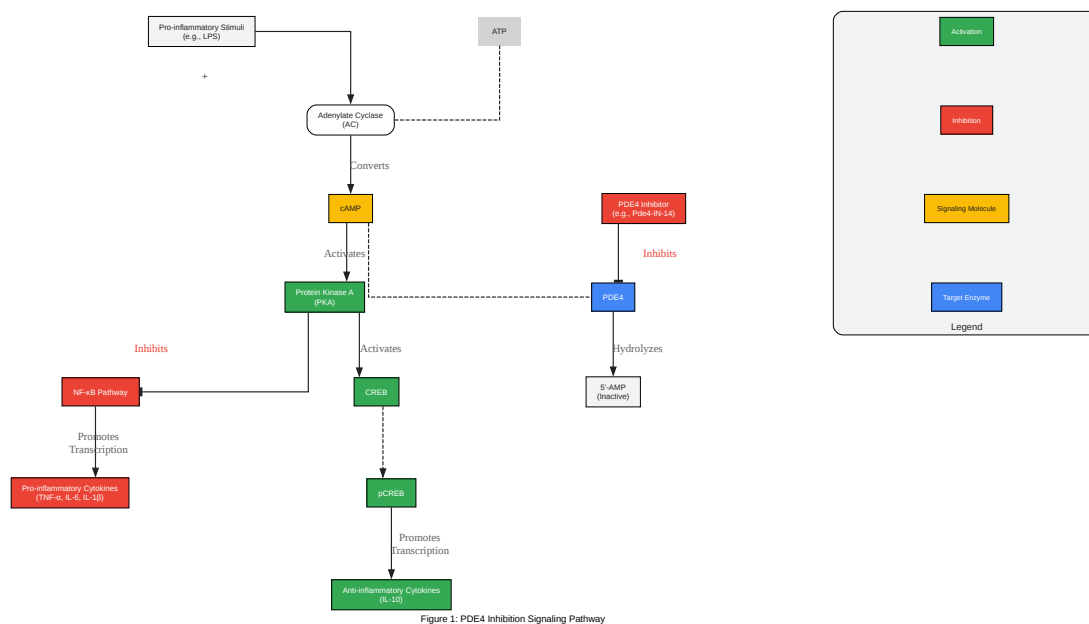 Pro-inflammatory Stimuli
(e.g., LPS)
ATP
Activation
+
Adenylate Cyclase
(AC)
Inhibition
Converts
cAMP
PDE4 Inhibitor
(e.g., Pde4-IN-14)
Signaling Molecule
Activates
Inhibits
Protein Kinase A
(PKA)
PDE4
Target Enzyme
Legend
Inhibits
Activates
Hydrolyzes
NF-κB Pathway
CREB
5'-AMP
(Inactive)
Promotes
Transcription
Pro-inflammatory Cytokines
(TNF-α, IL-6, IL-1β)
pCREB
Promotes
Transcription
Anti-inflammatory Cytokines
(IL-10)
Figure 1: PDE4 Inhibition Signaling Pathway